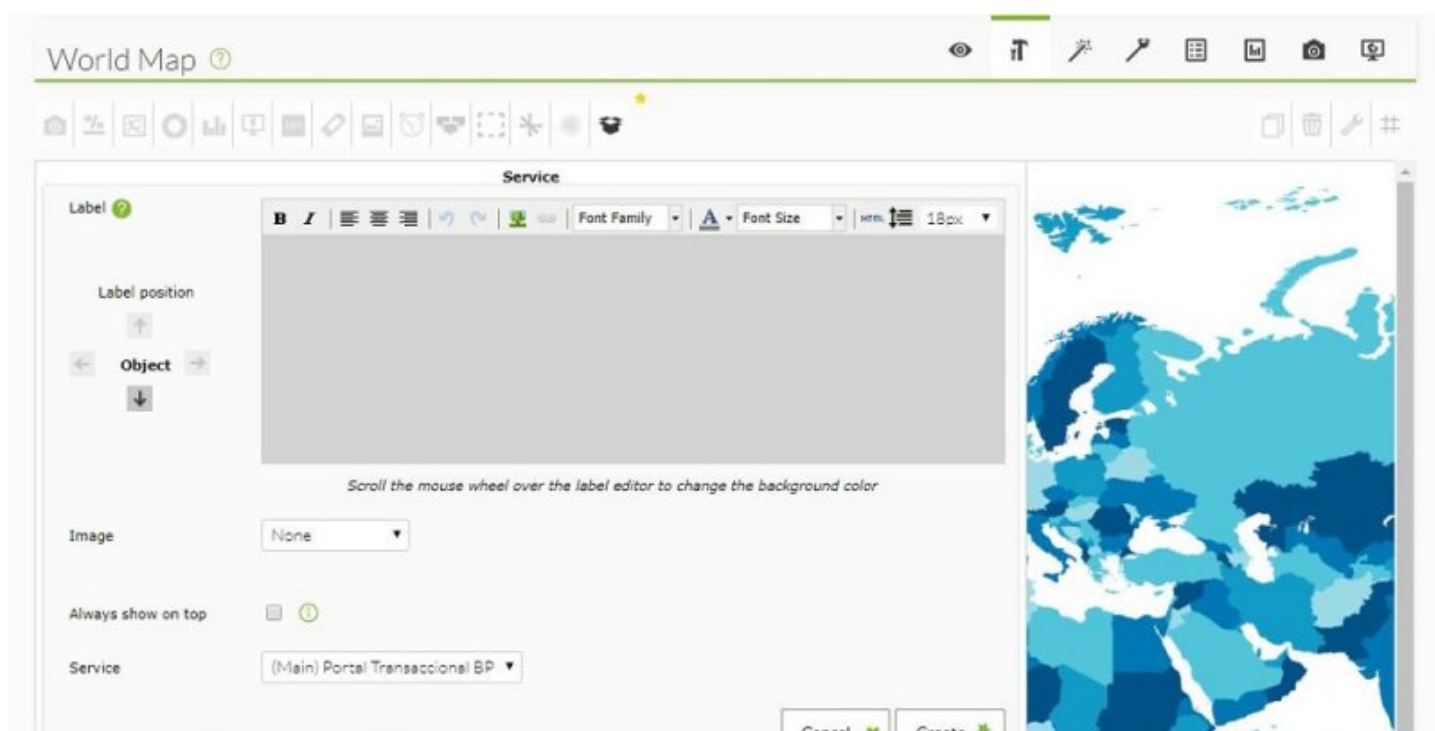 World Map
Service
Label
B I Font Family A Font Size HTML 18px
Label position
Object
Scroll the mouse wheel over the label editor to change the background color
Image None
Always show on top
Service (Main) Portal Transaccional BP
Cancel Create